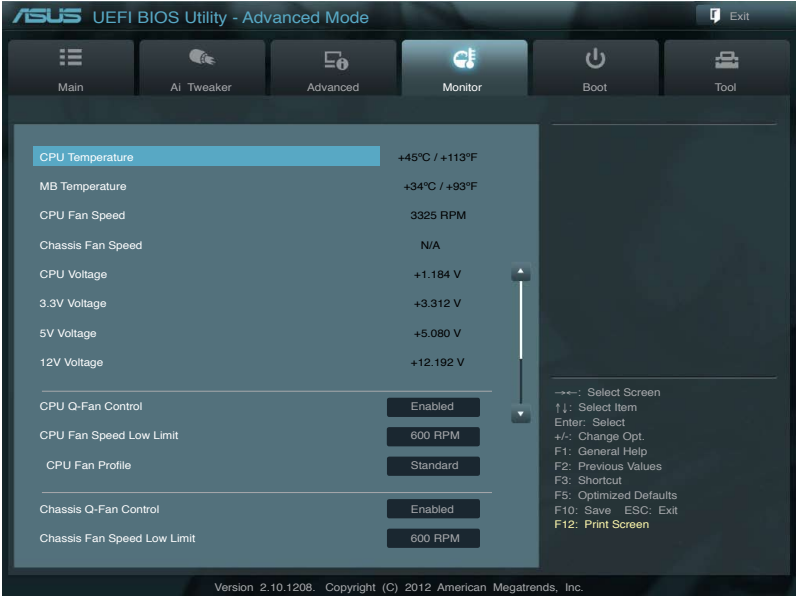 ASUS UEFI BIOS Utility - Advanced Mode
Exit
Main Ai Tweaker Advanced Monitor Boot Tool
CPU Temperature +45ºC / +113ºF
MB Temperature +34ºC / +93ºF
CPU Fan Speed 3325 RPM
Chassis Fan Speed N/A
CPU Voltage +1.184 V
3.3V Voltage +3.312 V
5V Voltage +5.080 V
12V Voltage +12.192 V
CPU Q-Fan Control Enabled
CPU Fan Speed Low Limit 600 RPM
CPU Fan Profile Standard
Chassis Q-Fan Control Enabled
Chassis Fan Speed Low Limit 600 RPM
→←: Select Screen
↑↓: Select Item
Enter: Select
+/-: Change Opt.
F1: General Help
F2: Previous Values
F3: Shortcut
F5: Optimized Defaults
F10: Save ESC: Exit
F12: Print Screen
Version 2.10.1208. Copyright (C) 2012 American Megatrends, Inc.